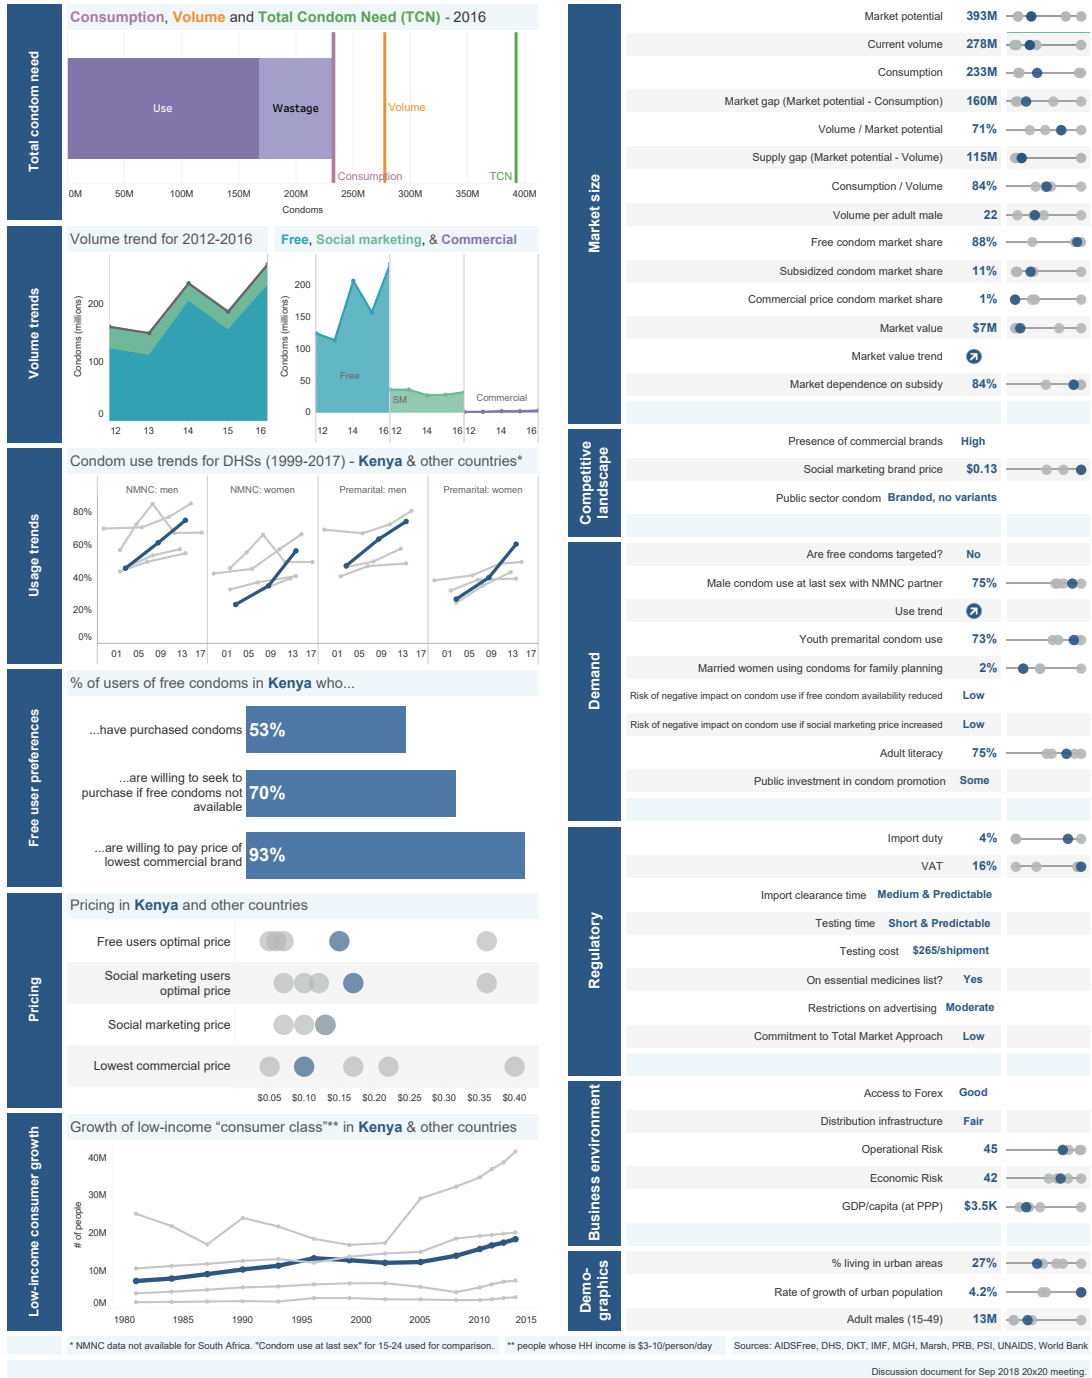 Total condom need
Consumption, Volume and Total Condom Need (TCN) - 2016
Use
Wastage
Volume
Consumption
TCN
0M 50M 100M 150M 200M 250M 300M 350M 400M
Condoms
Volume trends
Volume trend for 2012-2016
Condoms (millions)
200
100
0
12 13 14 15 16
Free, Social marketing, & Commercial
Condoms (millions)
200
150
100
50
0
Free
SM
Commercial
12 14 16 12 14 16 12 14 16
Usage trends
Condom use trends for DHSs (1999-2017) - Kenya & other countries*
NMNC: men NMNC: women Premarital: men Premarital: women
80%
60%
40%
20%
0%
01 05 09 13 17 01 05 09 13 17 01 05 09 13 17 01 05 09 13 17
Free user preferences
% of users of free condoms in Kenya who...
...have purchased condoms 53%
...are willing to seek to
purchase if free condoms not
available
70%
...are willing to pay price of
lowest commercial brand
93%
Pricing
Pricing in Kenya and other countries
Free users optimal price
Social marketing users
optimal price
Social marketing price
Lowest commercial price
$0.05 $0.10 $0.15 $0.20 $0.25 $0.30 $0.35 $0.40
Low-income consumer growth
Growth of low-income “consumer class”** in Kenya & other countries
# of people
40M
30M
20M
10M
0M
1980 1985 1990 1995 2000 2005 2010 2015
Market size
Market potential 393M
Current volume 278M
Consumption 233M
Market gap (Market potential - Consumption) 160M
Volume / Market potential 71%
Supply gap (Market potential - Volume) 115M
Consumption / Volume 84%
Volume per adult male 22
Free condom market share 88%
Subsidized condom market share 11%
Commercial price condom market share 1%
Market value $7M
Market value trend
Market dependence on subsidy 84%
Competitive
landscape
Presence of commercial brands High
Social marketing brand price $0.13
Public sector condom Branded, no variants
Demand
Are free condoms targeted? No
Male condom use at last sex with NMNC partner 75%
Use trend
Youth premarital condom use 73%
Married women using condoms for family planning 2%
Risk of negative impact on condom use if free condom availability reduced Low
Risk of negative impact on condom use if social marketing price increased Low
Adult literacy 75%
Public investment in condom promotion Some
Regulatory
Import duty 4%
VAT 16%
Import clearance time Medium & Predictable
Testing time Short & Predictable
Testing cost $265/shipment
On essential medicines list? Yes
Restrictions on advertising Moderate
Commitment to Total Market Approach Low
Business environment
Access to Forex Good
Distribution infrastructure Fair
Operational Risk 45
Economic Risk 42
GDP/capita (at PPP) $3.5K
Demo-
graphics
% living in urban areas 27%
Rate of growth of urban population 4.2%
Adult males (15-49) 13M
* NMNC data not available for South Africa. "Condom use at last sex" for 15-24 used for comparison.
** people whose HH income is $3-10/person/day
Sources: AIDSFree, DHS, DKT, IMF, MGH, Marsh, PRB, PSI, UNAIDS, World Bank
Discussion document for Sep 2018 20x20 meeting.